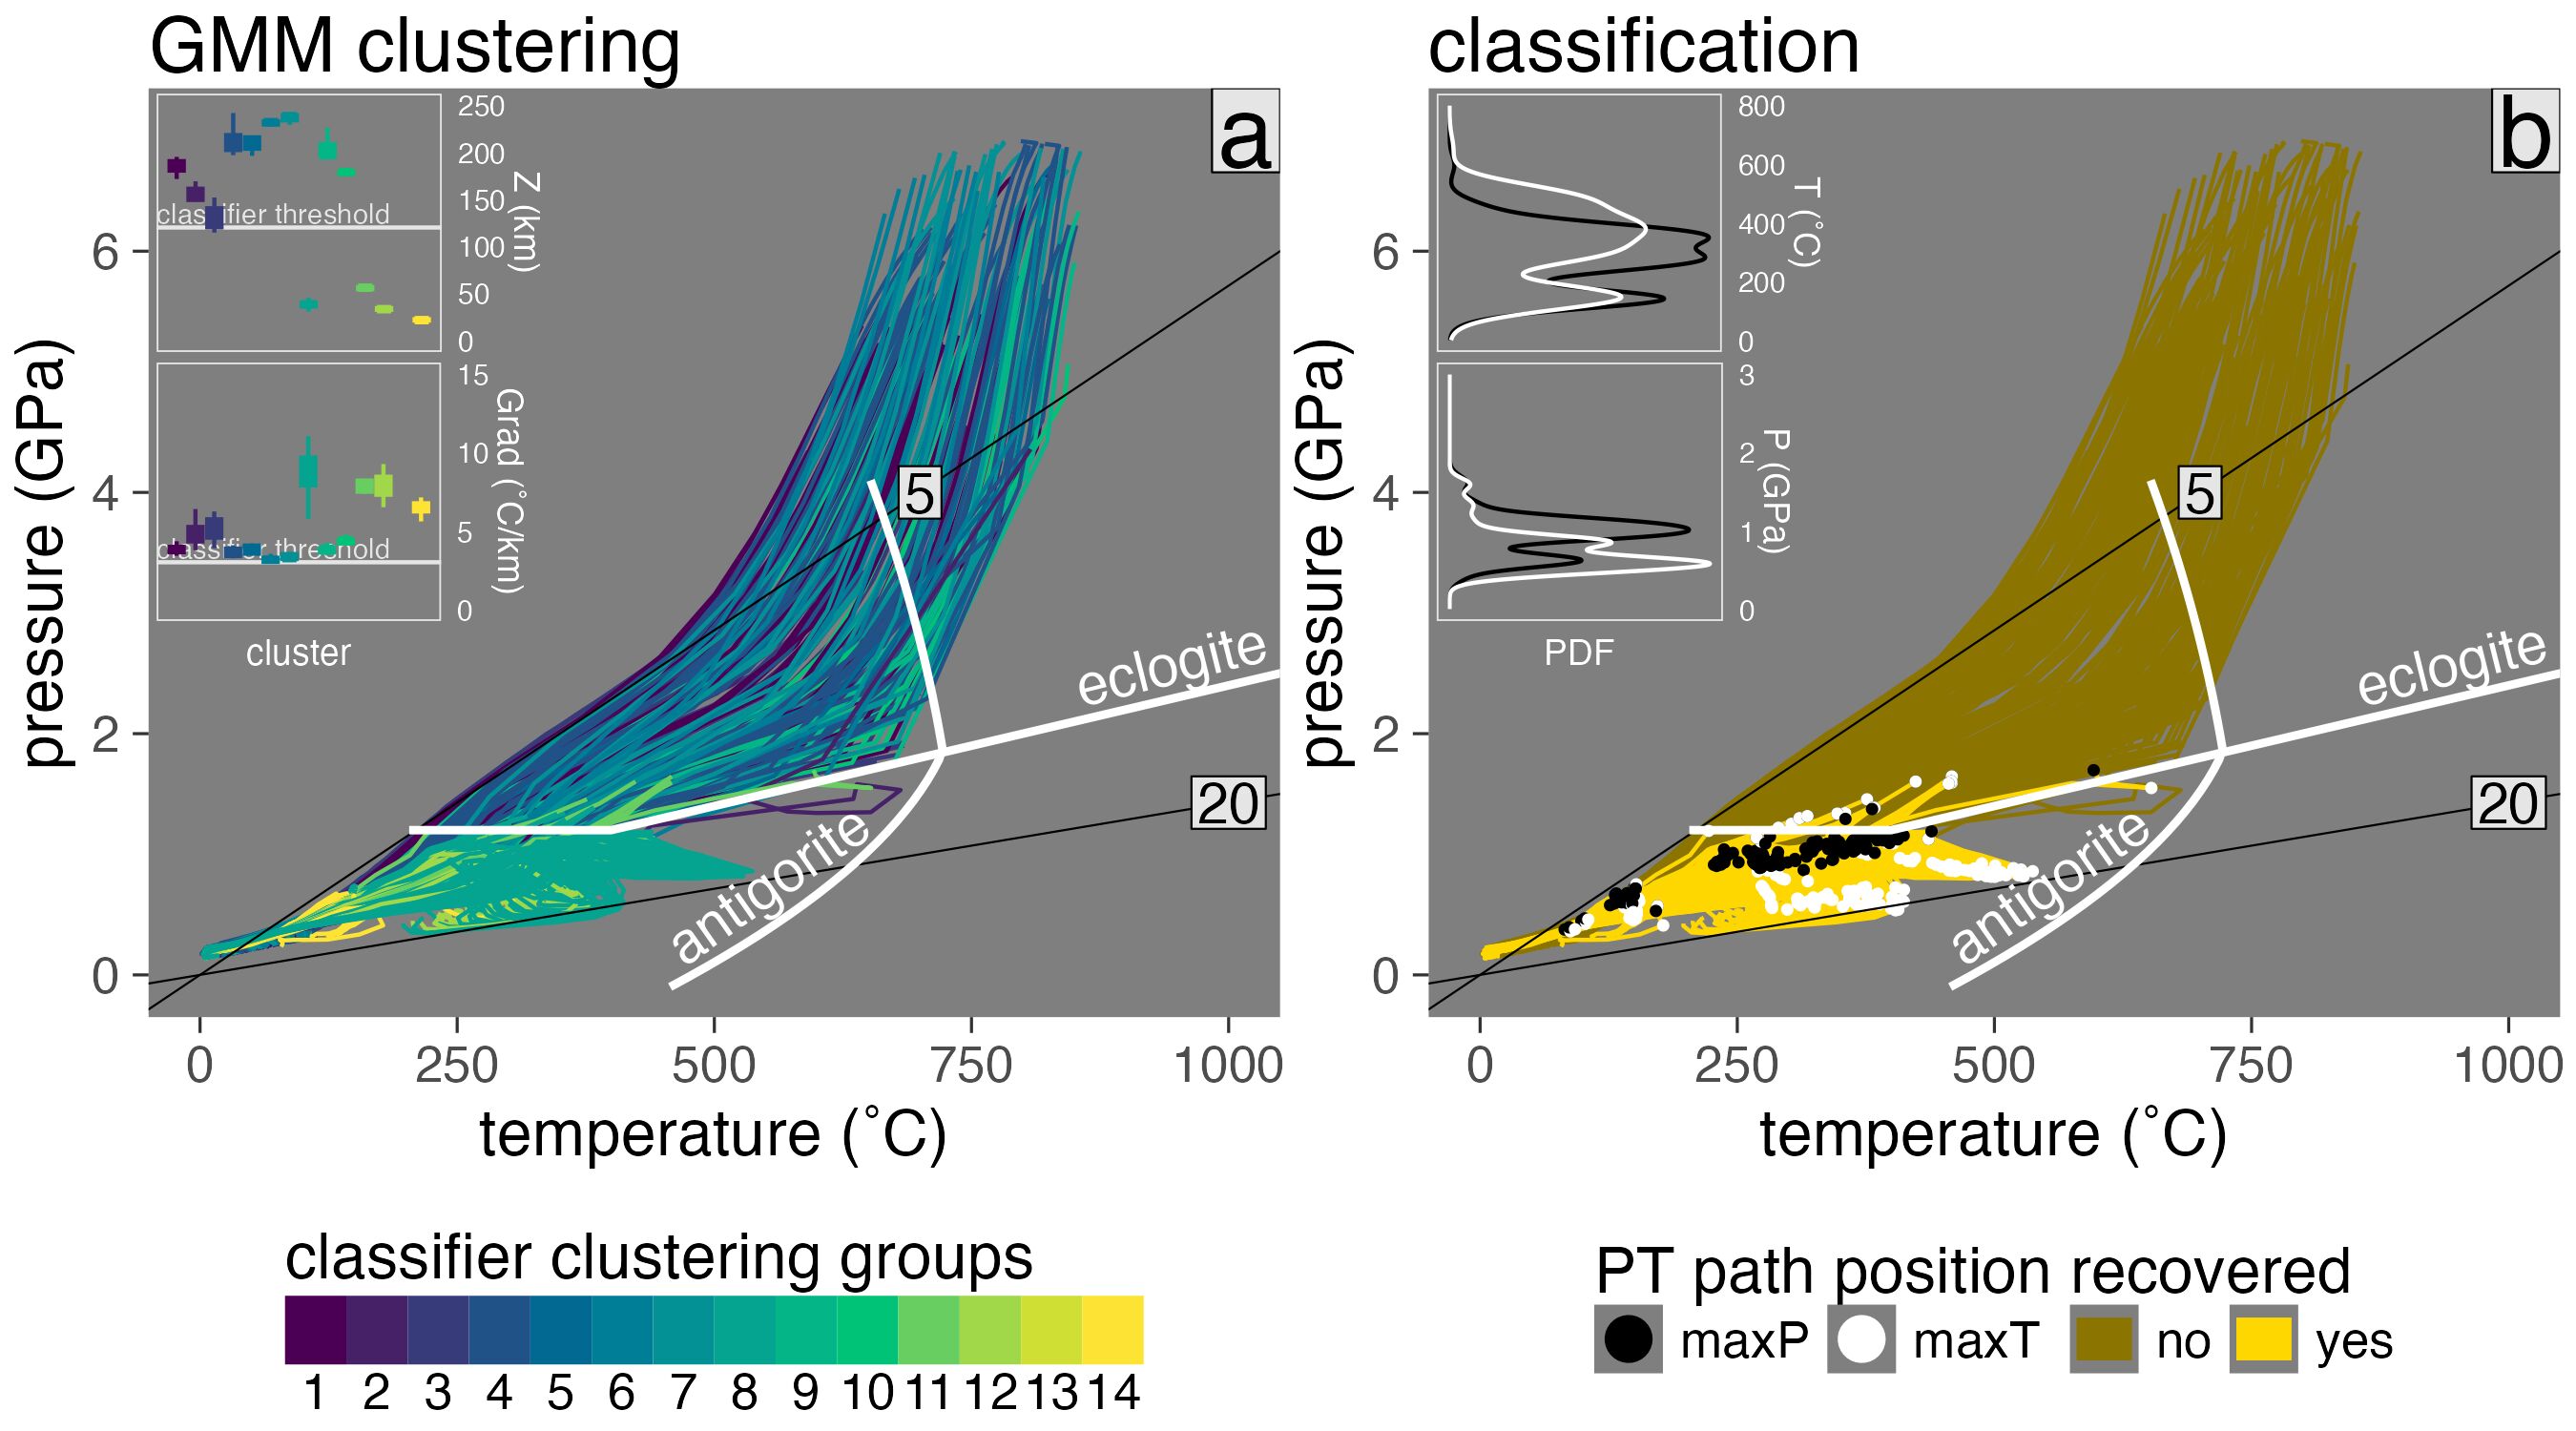 GMM clustering
a
250
200
150
100
50
0
Z (km)
classifier threshold
15
10
5
0
Grad (˚C/km)
classifier threshold
cluster
5
20
eclogite
antigorite
6
4
2
0
pressure (GPa)
0 250 500 750 1000
temperature (˚C)
classification
b
800
600
400
200
0
T (˚C)
3
2
1
0
P (GPa)
PDF
5
20
eclogite
antigorite
6
4
2
0
pressure (GPa)
0 250 500 750 1000
temperature (˚C)
classifier clustering groups
1 2 3 4 5 6 7 8 9 10 11 12 13 14
PT path position recovered
maxP maxT no yes